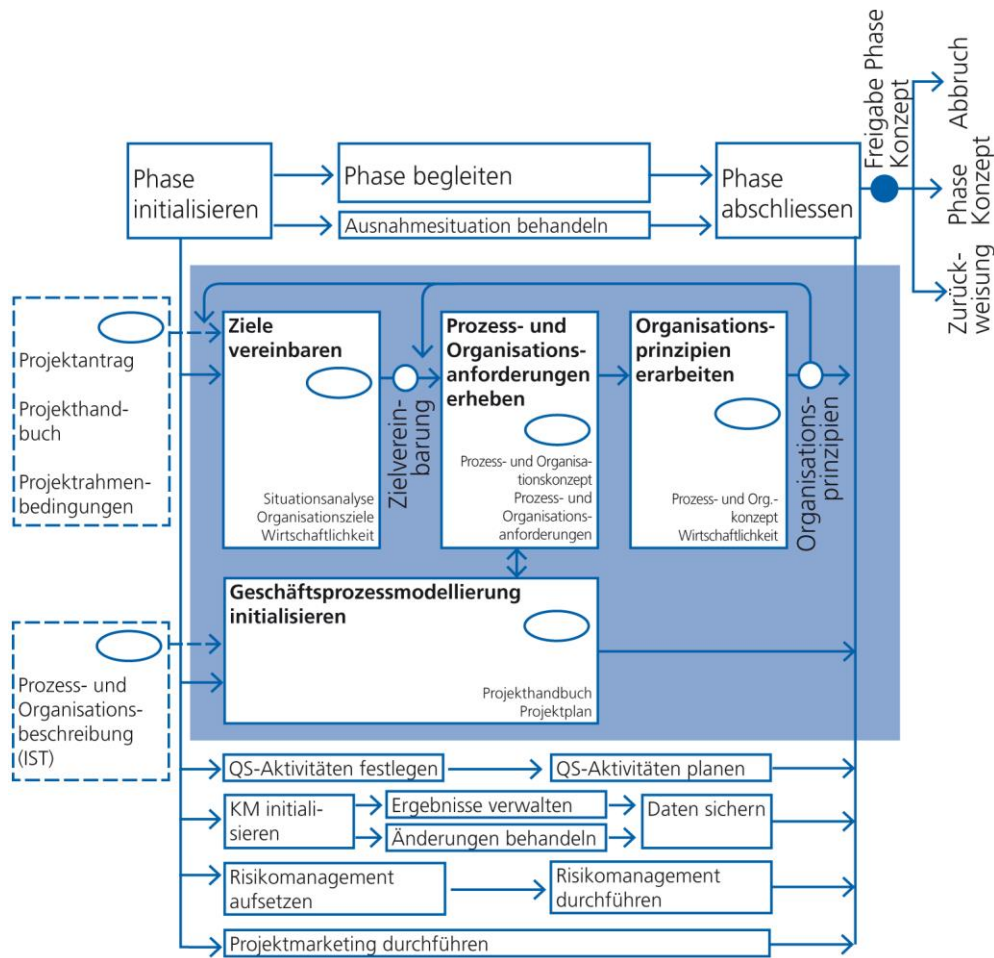 Freigabe Phase
Konzept
Abbruch
Phase
Konzept
Zurück-
weisung
Phase
initialisieren
Phase begleiten
Ausnahmesituation behandeln
Phase
abschliessen
Projektantrag
Projekthand-
buch
Projektrahmen-
bedingungen
Ziele
vereinbaren
Situationsanalyse
Organisationsziele
Wirtschaftlichkeit
Zielverein-
barung
Prozess- und
Organisations-
anforderungen
erheben
Prozess- und Organisa-
tionskonzept
Prozess- und
Organisations-
anforderungen
Organisations-
prinzipien
erarbeiten
Prozess- und Org.-
konzept
Wirtschaftlichkeit
Organisations-
prinzipien
Geschäftsprozessmodellierung
initialisieren
Projekthandbuch
Projektplan
Prozess- und
Organisations-
beschreibung
(IST)
QS-Aktivitäten festlegen
QS-Aktivitäten planen
KM initiali-
sieren
Ergebnisse verwalten
Änderungen behandeln
Daten sichern
Risikomanagement
aufsetzen
Risikomanagement
durchführen
Projektmarketing durchführen